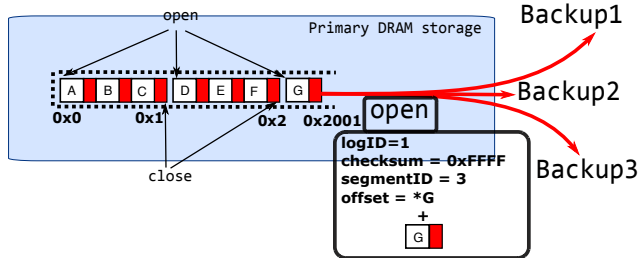 open
Primary DRAM storage
Backup1
A B C D E F G
0x0 0x1 0x2 0x2001
Backup2
open
close
logID=1
checksum = 0xFFFF
segmentID = 3
offset = *G
+
G
Backup3